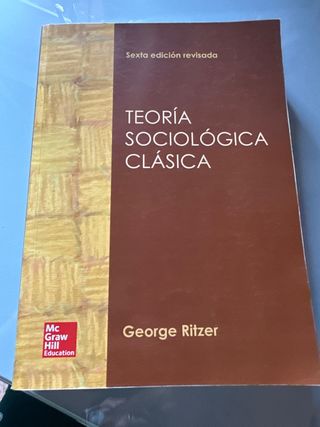 Sexta edición revisada
TEORÍA
SOCIOLÓGICA
CLÁSICA
Mc
Graw
Hill
Education
George Ritzer